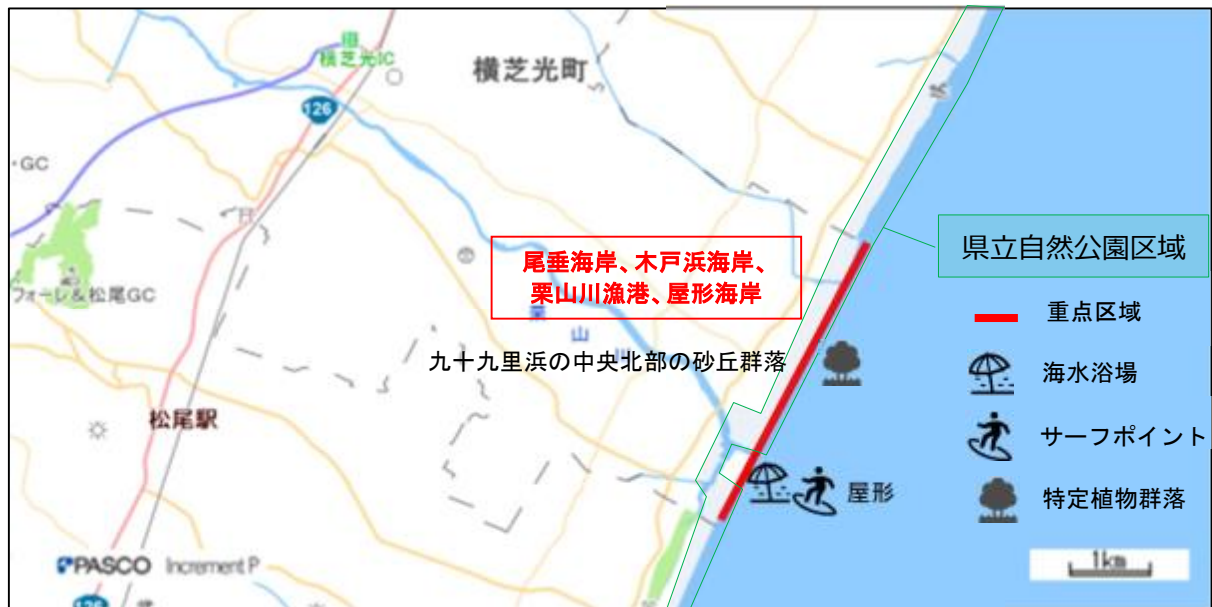 横芝光IC
横芝光町
126
GC
県立自然公園区域
尾垂海岸、木戸浜海岸、
栗山川漁港、屋形海岸
重点区域
フォーレ&松尾GC
栗山川
九十九里浜の中央北部の砂丘群落
海水浴場
松尾駅
サーフポイント
屋形
特定植物群落
1km
PASCO Increment P
126